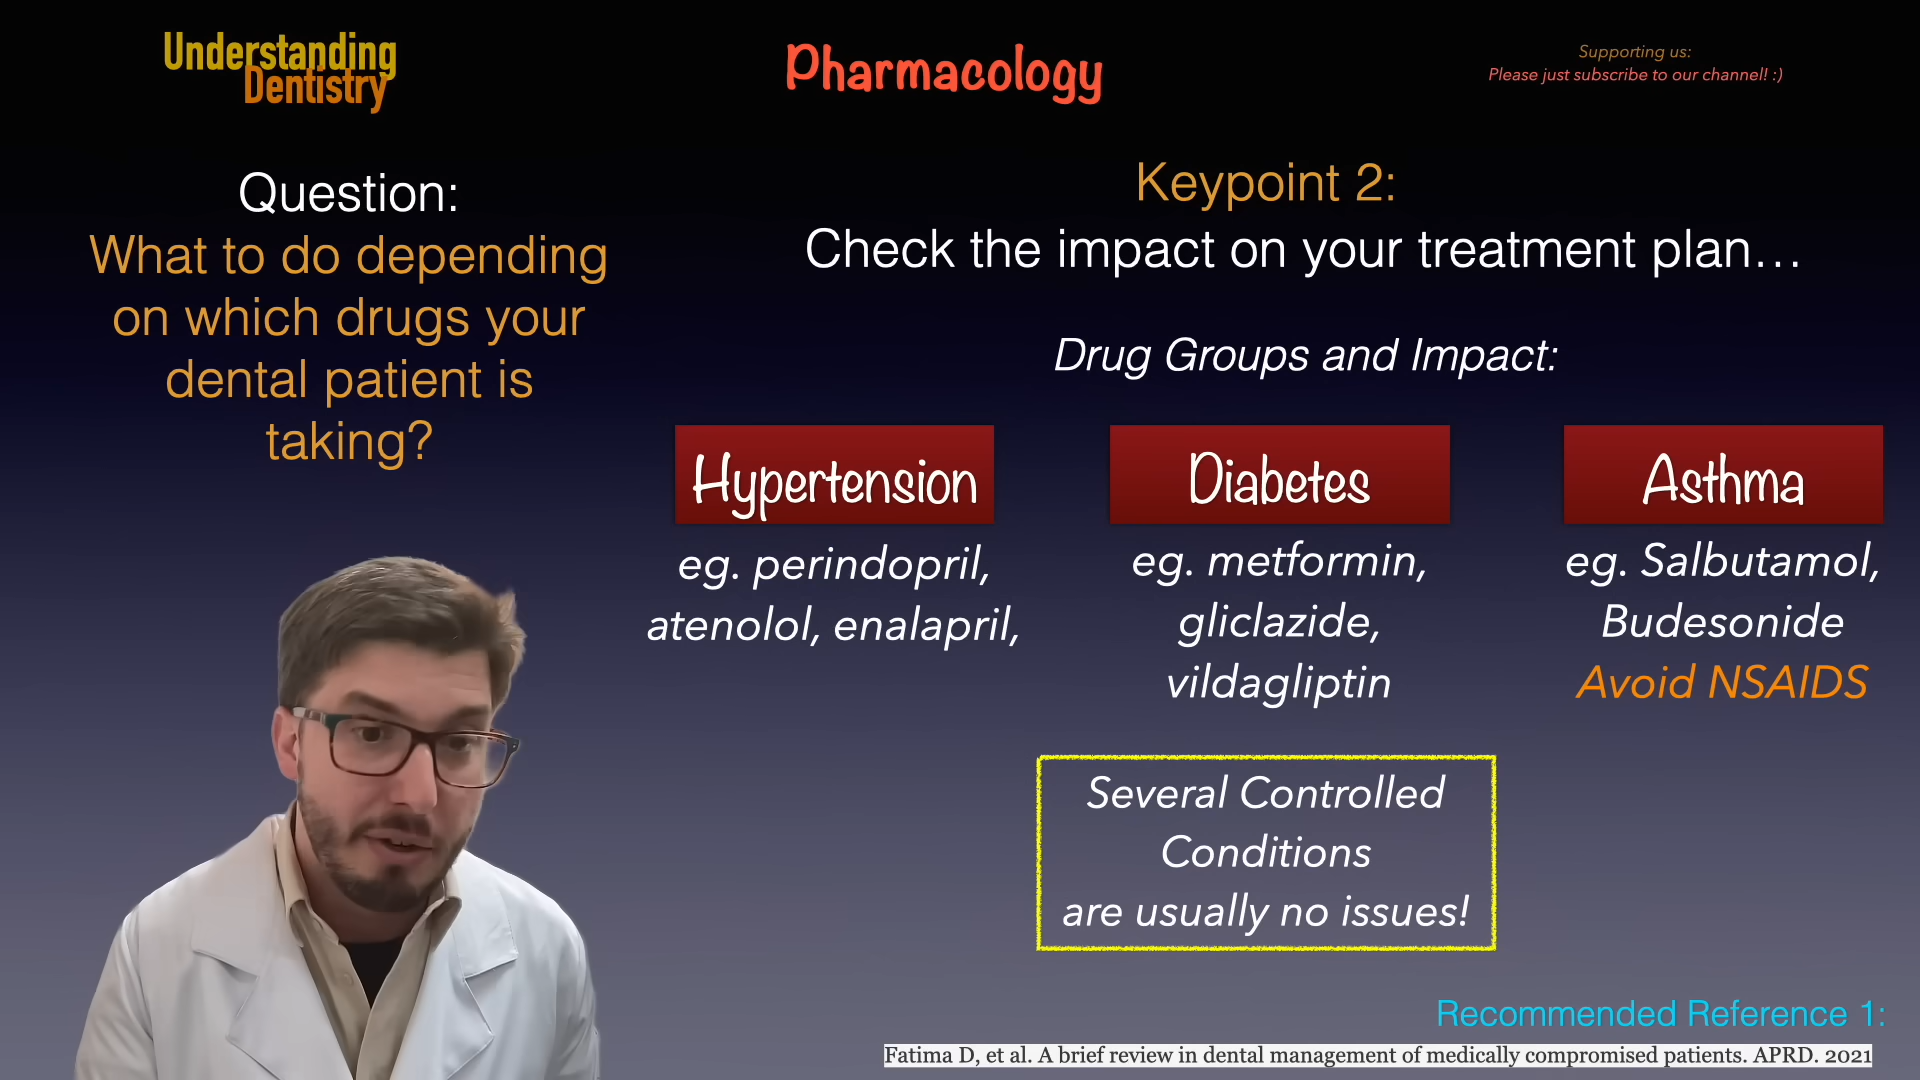 Understanding
Dentistry
Pharmacology
Supporting us:
Please just subscribe to our channel! :)
Question:
What to do depending
on which drugs your
dental patient is
taking?
Keypoint 2:
Check the impact on your treatment plan…
Drug Groups and Impact:
Hypertension
eg. perindopril,
atenolol, enalapril,
Diabetes
eg. metformin,
gliclazide,
vildagliptin
Asthma
eg. Salbutamol,
Budesonide
Avoid NSAIDS
Several Controlled
Conditions
are usually no issues!
Recommended Reference 1:
Fatima D, et al. A brief review in dental management of medically compromised patients. APRD. 2021